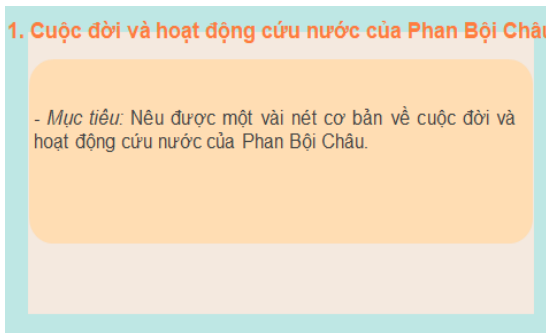 1. Cuộc đời và hoạt động cứu nước của Phan Bội Châu
- Mục tiêu: Nêu được một vài nét cơ bản về cuộc đời và
hoạt động cứu nước của Phan Bội Châu.